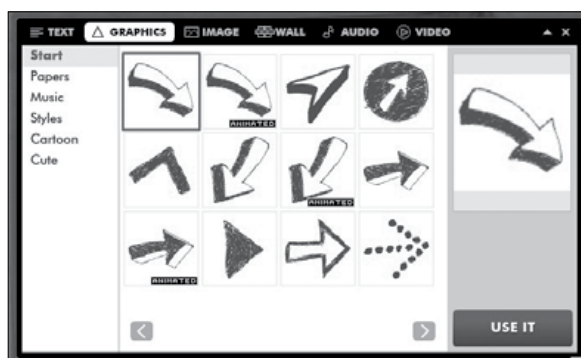 TEXT GRAPHICS IMAGE WALL AUDIO VIDEO
Start
Papers
Music
Styles
Cartoon
Cute
ANIMATED
ANIMATED
ANIMATED
USE IT